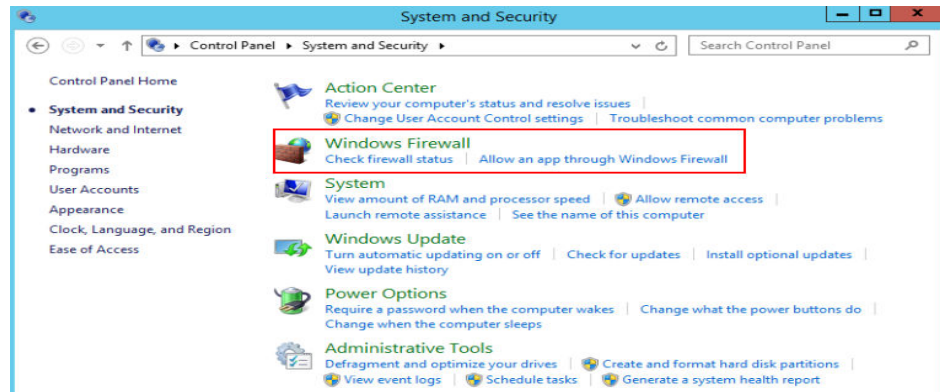 System and Security
Control Panel ▸ System and Security ▸
Search Control Panel
Control Panel Home
System and Security
Network and Internet
Hardware
Programs
User Accounts
Appearance
Clock, Language, and Region
Ease of Access
Action Center
Review your computer's status and resolve issues
Change User Account Control settings
Troubleshoot common computer problems
Windows Firewall
Check firewall status
Allow an app through Windows Firewall
System
View amount of RAM and processor speed
Allow remote access
Launch remote assistance
See the name of this computer
Windows Update
Turn automatic updating on or off
Check for updates
Install optional updates
View update history
Power Options
Require a password when the computer wakes
Change what the power buttons do
Change when the computer sleeps
Administrative Tools
Defragment and optimize your drives
Create and format hard disk partitions
View event logs
Schedule tasks
Generate a system health report